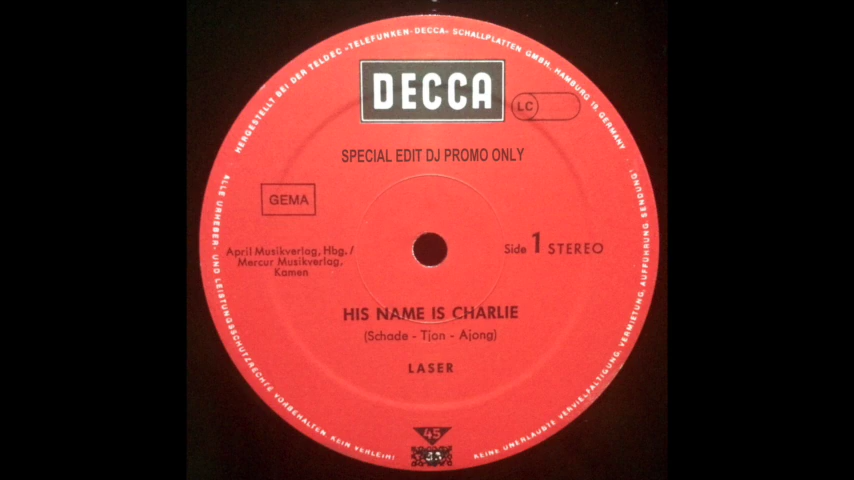 HERGESTELLT BEI DER TELDEC »TELEFUNKEN-DECCA« SCHALLPLATTEN GMBH, HAMBURG 19, GERMANY
DECCA
LC
SPECIAL EDIT DJ PROMO ONLY
GEMA
April Musikverlag, Hbg./
Mercur Musikverlag,
Kamen
Side 1 STEREO
HIS NAME IS CHARLIE
(Schade - Tjon - Ajong)
LASER
45
ALLE URHEBER- UND LEISTUNGSSCHUTZRECHTE VORBEHALTEN KEIN VERLEIH!
KEINE UNERLAUBTE VERVIELFÄLTIGUNG, VERMIETUNG, AUFFÜHRUNG, SENDUNG!